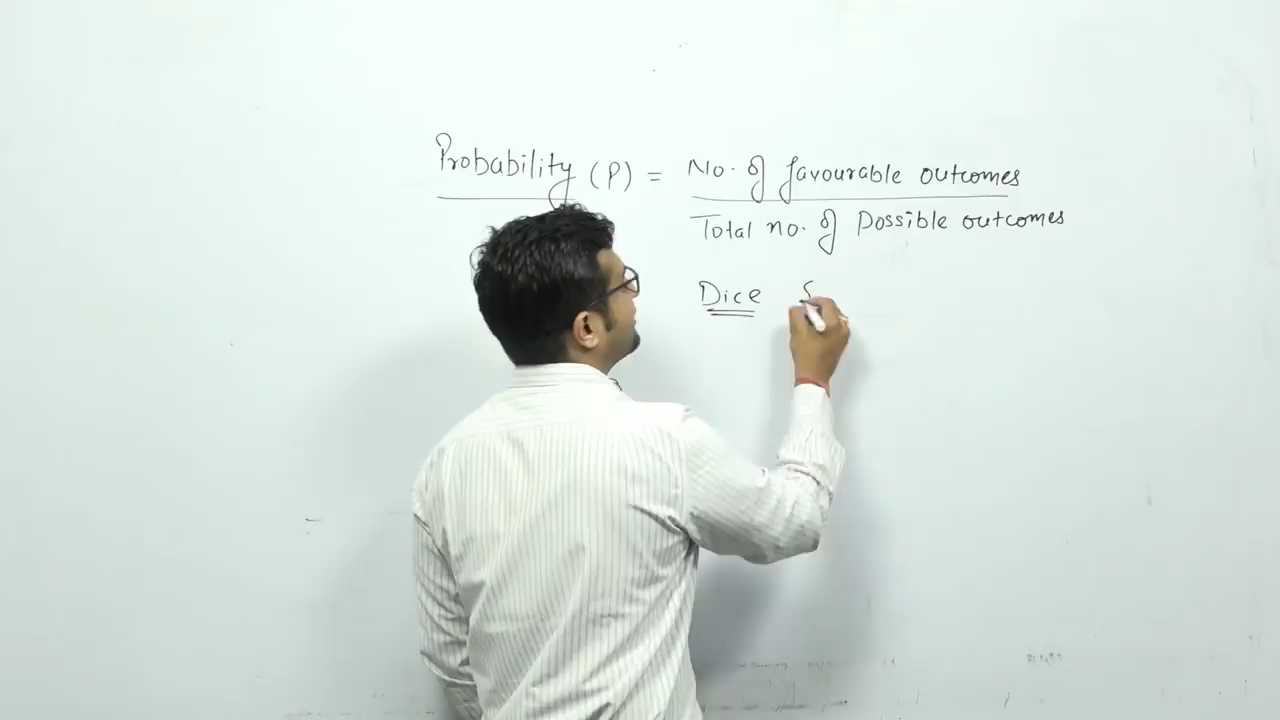 Probability (P) = No. of favourable outcomes
Total no. of Possible outcomes
Dice